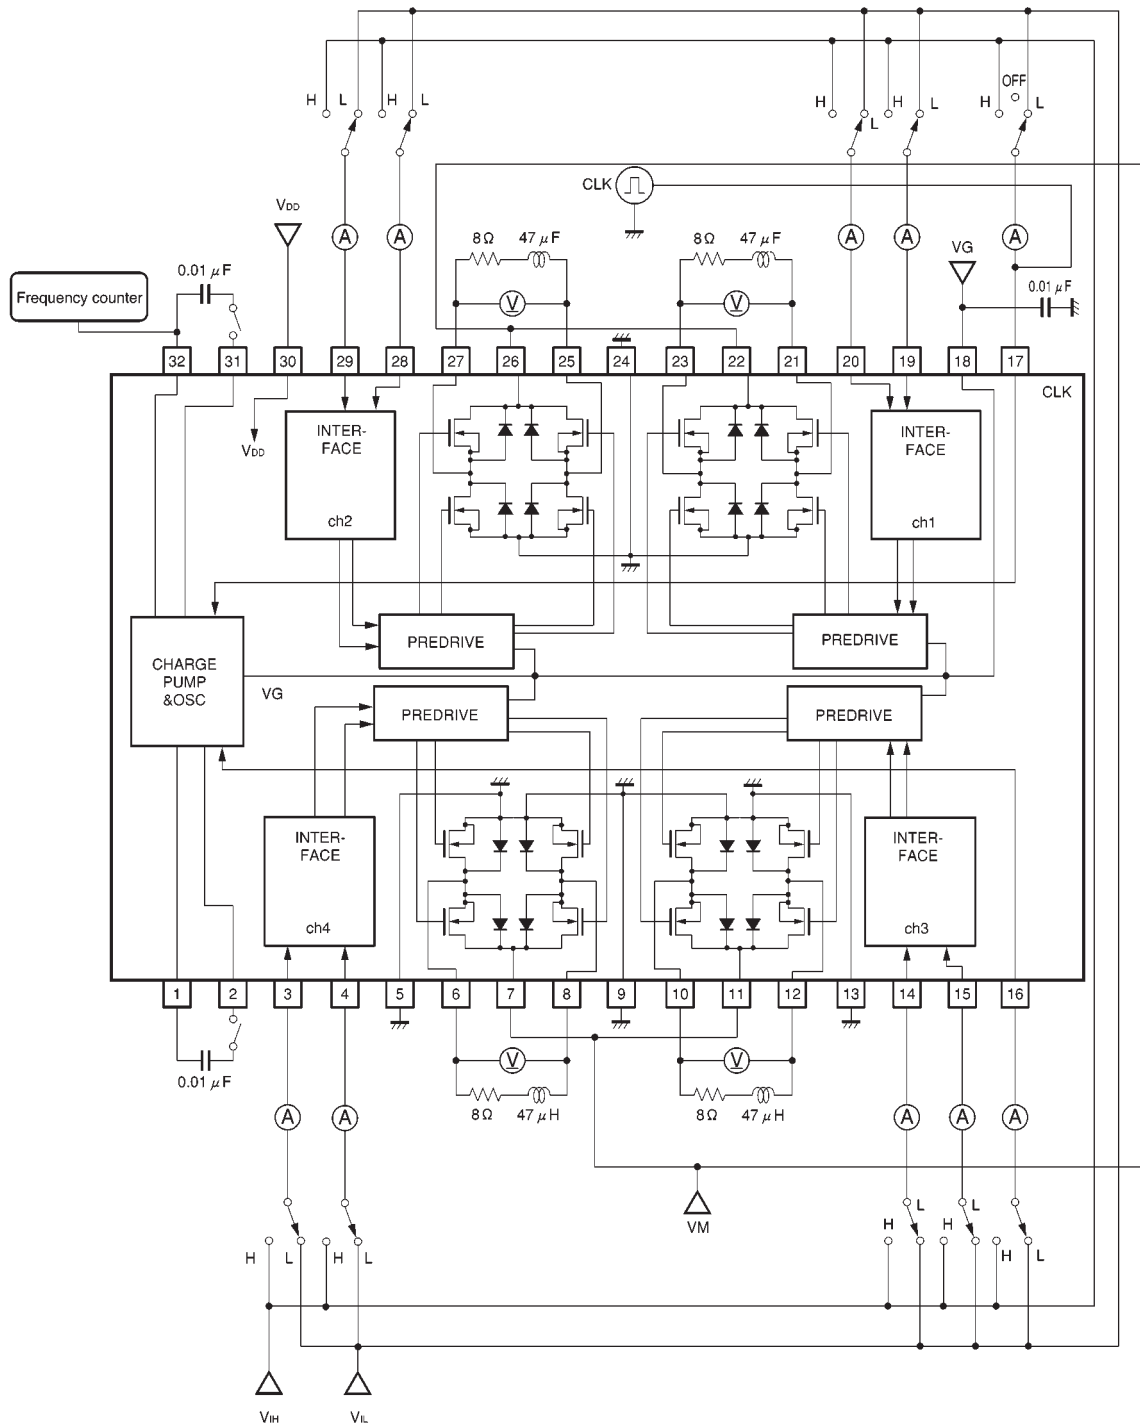 H L H L
H L H L
OFF
H L
CLK
VDD
8Ω 47μF
8Ω 47μF
VG
A A A A A
0.01μF
Frequency counter
0.01μF
V V
32 31 30 29 28 27 26 25 24 23 22 21 20 19 18 17
CLK
VDD
INTER-
FACE
ch2
INTER-
FACE
ch1
CHARGE
PUMP
&OSC
PREDRIVE
PREDRIVE
VG
PREDRIVE
PREDRIVE
INTER-
FACE
ch4
INTER-
FACE
ch3
1 2 3 4 5 6 7 8 9 10 11 12 13 14 15 16
V V
0.01μF
8Ω 47μH
8Ω 47μH
A A A A A
VM
H L H L
H L H L H L
VIH
VIL